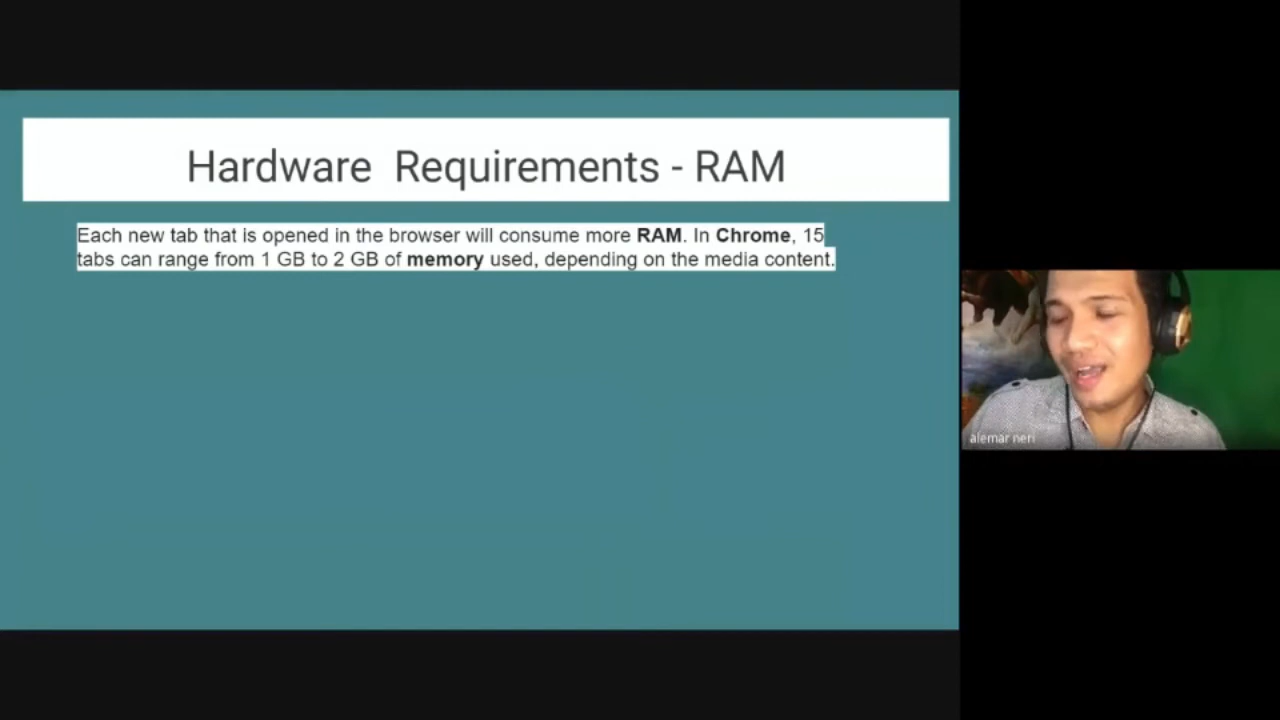 Hardware Requirements - RAM
Each new tab that is opened in the browser will consume more RAM. In Chrome, 15
tabs can range from 1 GB to 2 GB of memory used, depending on the media content.
alemar neri